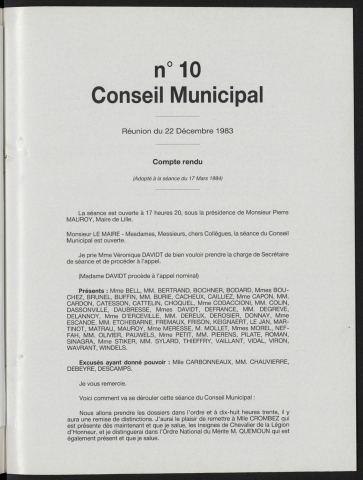 n° 10
Conseil Municipal
Réunion du 22 Décembre 1983
Compte rendu
(Adopté à la séance du 17 Mars 1984)
La séance est ouverte à 17 heures 20, sous la présidence de Monsieur Pierre
MAUROY, Maire de Lille.
Monsieur LE MAIRE - Mesdames, Messieurs, chers Collègues, la séance du Conseil
Municipal est ouverte.
Je prie Mme Véronique DAVIDT de bien vouloir prendre la charge de Secrétaire
de séance et de procéder à l'appel.
(Madame DAVIDT procède à l'appel nominal)
Présents : Mme BELL, MM. BERTRAND, BOCHNER, BODARD, Mmes BOU-
CHEZ, BRUNEL, BUFFIN, MM. BURIE, CACHEUX, CAILLIEZ, Mme CAPON, MM.
CARDON, CATESSON, CATTELIN, CHOQUEL, Mme CODACCIONI, MM. COLIN,
DASSONVILLE, DAUBRESSE, Mmes DAVIDT, DEFRANCE, MM. DEGREVE,
DELANNOY, Mme D'ERCEVILLE, MM. DEREUX, DEROSIER, DONNAY, Mme
ESCANDE, MM. ETCHEBARNE, FREMAUX, FRISON, KEIGNAERT, LE JAN, MAR-
TINOT, MATRAU, MAUROY, Mme MERESSE, M. MOLLET, Mmes MOREL, NEF-
FAH, MM. OLIVIER, PAUWELS, Mme PETIT, MM. PIERENS, PILATE, ROMAN,
SINAGRA, Mme STIKER, MM. SYLARD, THIEFFRY, VAILLANT, VIDAL, VIRON,
WAVRANT, WINDELS.
Excusés ayant donné pouvoir : Mlle CARBONNEAUX, MM. CHAUVIERRE,
DEBEYRE, DESCAMPS.
Je vous remercie.
Voici comment va se dérouler cette séance du Conseil Municipal :
Nous allons prendre les dossiers dans l'ordre et à dix-huit heures trente, il y
aura une remise de distinctions. J'aurai le plaisir de remettre à Mlle CROMBEZ qui
est présente dès maintenant et que je salue, les insignes de Chevalier de la Légion
d'Honneur, et je distinguerai dans l'Ordre National du Mérite M. QUEMOUN qui est
également présent et que je salue.